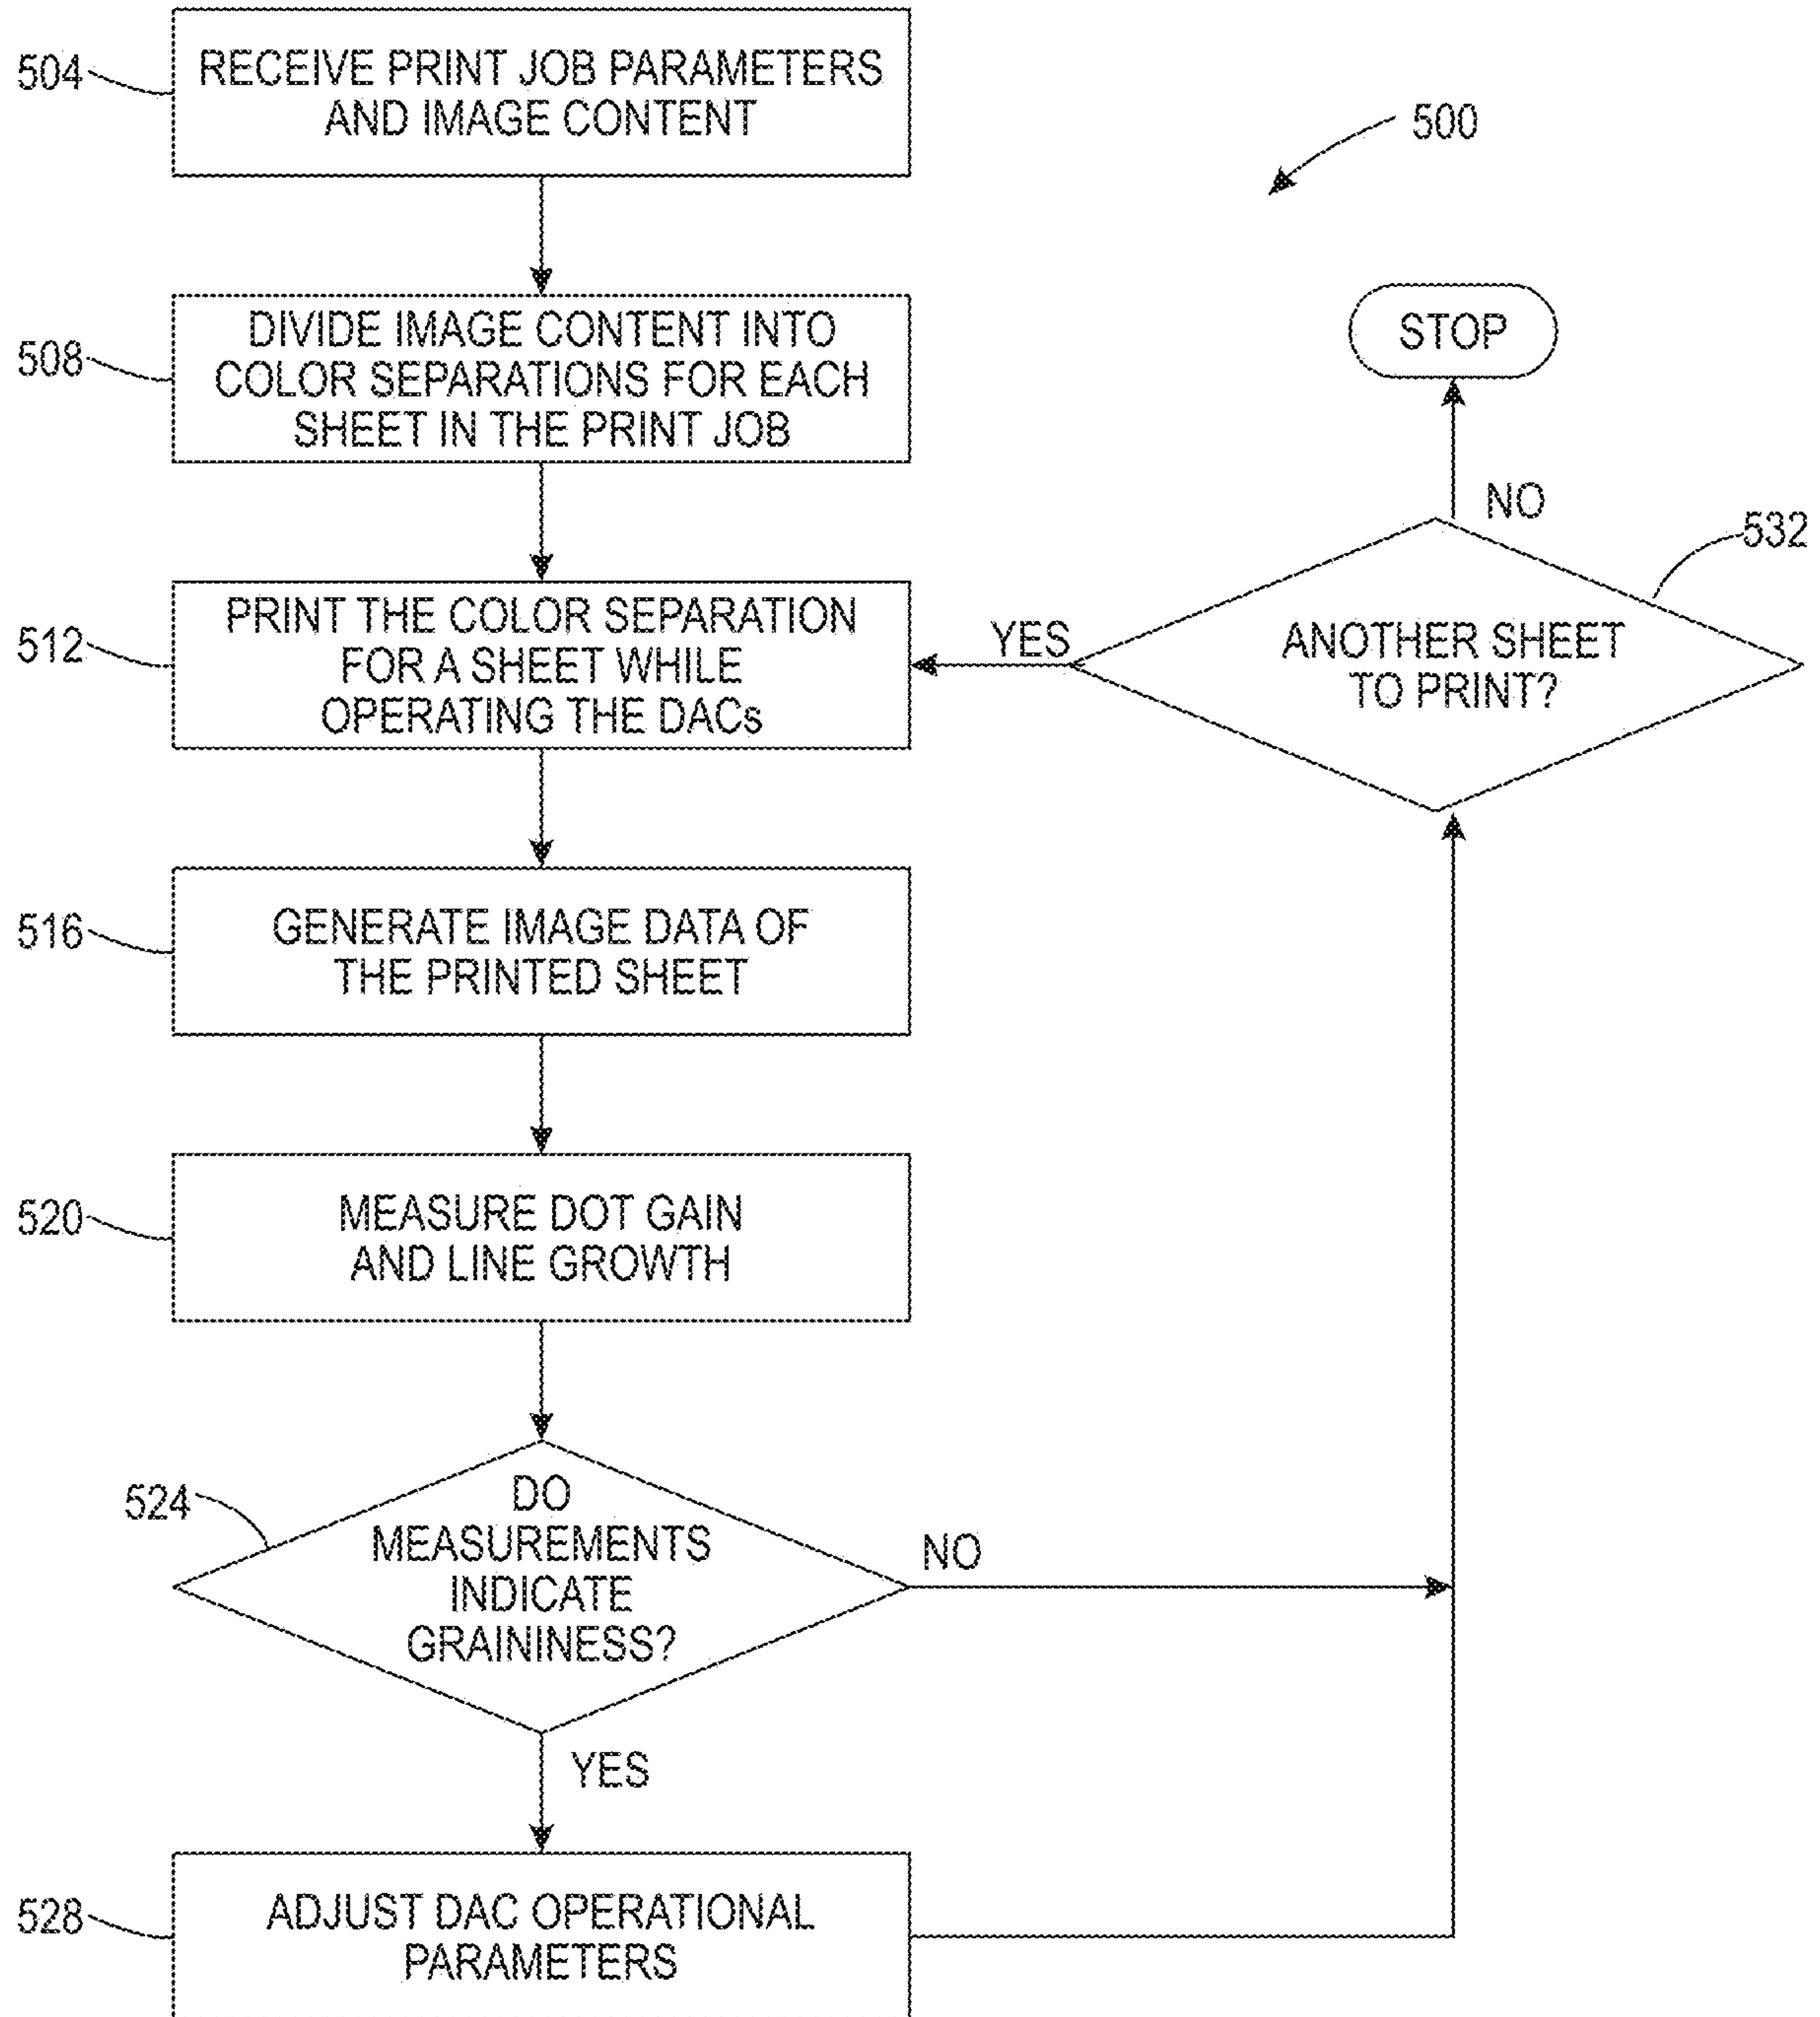 504
RECEIVE PRINT JOB PARAMETERS
AND IMAGE CONTENT
500
508
DIVIDE IMAGE CONTENT INTO
COLOR SEPARATIONS FOR EACH
SHEET IN THE PRINT JOB
STOP
NO
532
512
PRINT THE COLOR SEPARATION
FOR A SHEET WHILE
OPERATING THE DACs
YES
ANOTHER SHEET
TO PRINT?
516
GENERATE IMAGE DATA OF
THE PRINTED SHEET
520
MEASURE DOT GAIN
AND LINE GROWTH
524
DO
MEASUREMENTS
INDICATE
GRAININESS?
NO
YES
528
ADJUST DAC OPERATIONAL
PARAMETERS